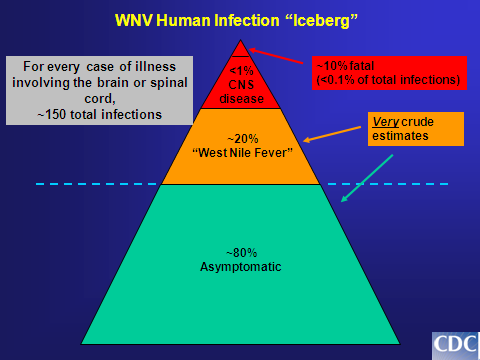 WNV Human Infection “Iceberg”
For every case of illness
involving the brain or spinal
cord,
~150 total infections
<1%
CNS
disease
~10% fatal
(<0.1% of total infections)
Very crude
estimates
~20%
“West Nile Fever”
~80%
Asymptomatic
CDC